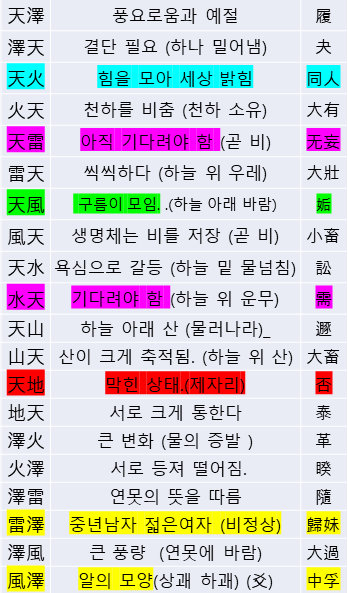 天澤 풍요로움과 예절 履
澤天 결단 필요 (하나 밀어냄) 夬
天火 힘을 모아 세상 밝힘 同人
火天 천하를 비춤 (천하 소유) 大有
天雷 아직 기다려야 함 (곧 비) 无妄
雷天 씩씩하다 (하늘 위 우레) 大壯
天風 구름이 모임. .(하늘 아래 바람) 姤
風天 생명체는 비를 저장 (곧 비) 小畜
天水 욕심으로 갈등 (하늘 밑 물넘침) 訟
水天 기다려야 함 (하늘 위 운무) 需
天山 하늘 아래 산 (물러나라)_ 遯
山天 산이 크게 축적됨. (하늘 위 산) 大畜
天地 막힌 상태.(제자리) 否
地天 서로 크게 통한다 泰
澤火 큰 변화 (물의 증발 ) 革
火澤 서로 등져 떨어짐. 睽
澤雷 연못의 뜻을 따름 隨
雷澤 중년남자 젊은여자 (비정상) 歸妹
澤風 큰 풍량 (연못에 바람) 大過
風澤 알의 모양(상괘 하괘) (爻) 中孚